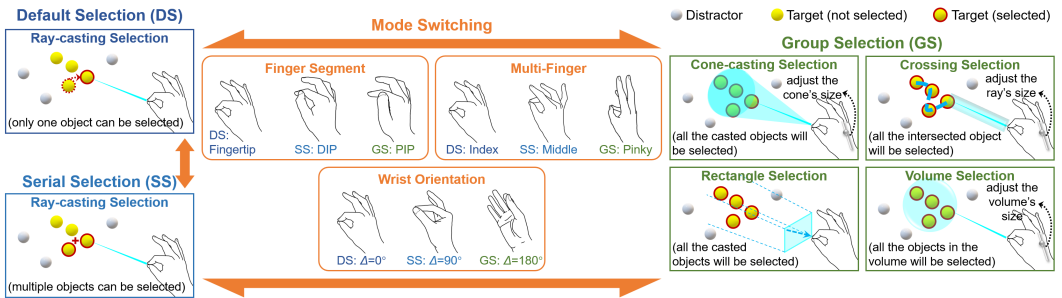 Default Selection (DS)
Ray-casting Selection
(only one object can be selected)
Serial Selection (SS)
Ray-casting Selection
(multiple objects can be selected)
Mode Switching
Finger Segment
DS:
Fingertip
SS: DIP
GS: PIP
Multi-Finger
DS: Index
SS: Middle
GS: Pinky
Wrist Orientation
DS: Δ=0°
SS: Δ=90°
GS: Δ=180°
Distractor
Target (not selected)
Target (selected)
Group Selection (GS)
Cone-casting Selection
adjust the
cone's size
(all the casted objects will
be selected)
Crossing Selection
adjust the
ray's size
(all the intersected object
will be selected)
Rectangle Selection
(all the casted
objects will be selected)
Volume Selection
adjust the
volume's
size
(all the objects in the
volume will be selected)